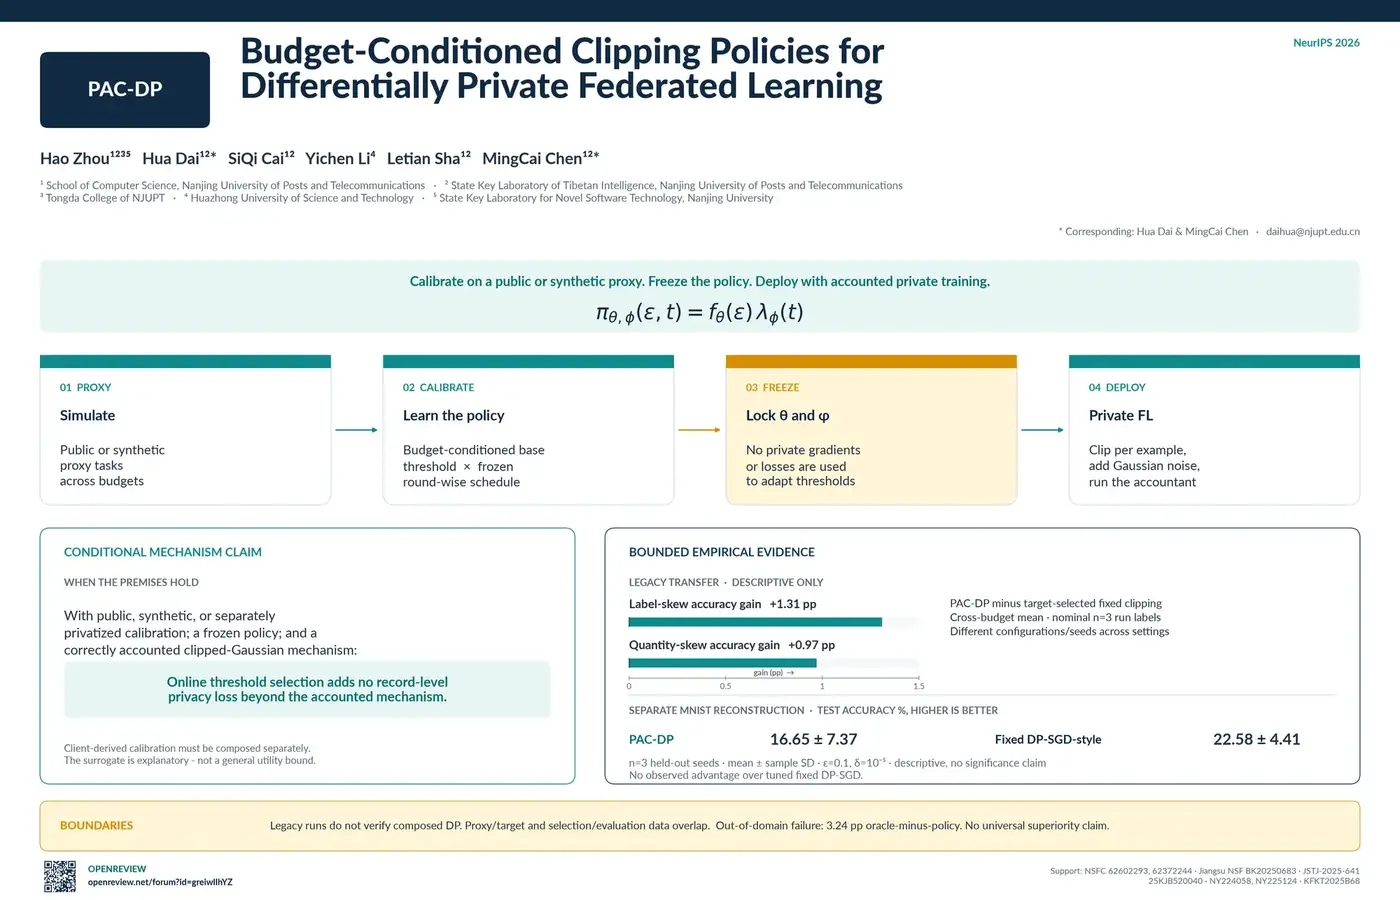 PAC-DP
Budget-Conditioned Clipping Policies for
Differentially Private Federated Learning
NeurIPS 2026
Hao Zhou¹²³⁵ Hua Dai¹²* SiQi Cai¹² Yichen Li⁴ Letian Sha¹² MingCai Chen¹²*
¹ School of Computer Science, Nanjing University of Posts and Telecommunications · ² State Key Laboratory of Tibetan Intelligence, Nanjing University of Posts and Telecommunications
³ Tongda College of NJUPT · ⁴ Huazhong University of Science and Technology · ⁵ State Key Laboratory for Novel Software Technology, Nanjing University
* Corresponding: Hua Dai & MingCai Chen · daihua@njupt.edu.cn
Calibrate on a public or synthetic proxy. Freeze the policy. Deploy with accounted private training.
π_{θ,ϕ}(ε, t) = f_θ(ε) λ_ϕ(t)
01 PROXY
Simulate
Public or synthetic
proxy tasks
across budgets
02 CALIBRATE
Learn the policy
Budget-conditioned base
threshold × frozen
round-wise schedule
03 FREEZE
Lock θ and φ
No private gradients
or losses are used
to adapt thresholds
04 DEPLOY
Private FL
Clip per example,
add Gaussian noise,
run the accountant
CONDITIONAL MECHANISM CLAIM
WHEN THE PREMISES HOLD
With public, synthetic, or separately
privatized calibration; a frozen policy; and a
correctly accounted clipped-Gaussian mechanism:
Online threshold selection adds no record-level
privacy loss beyond the accounted mechanism.
Client-derived calibration must be composed separately.
The surrogate is explanatory - not a general utility bound.
BOUNDED EMPIRICAL EVIDENCE
LEGACY TRANSFER · DESCRIPTIVE ONLY
Label-skew accuracy gain +1.31 pp
Quantity-skew accuracy gain +0.97 pp
gain (pp) →
0 0.5 1 1.5
PAC-DP minus target-selected fixed clipping
Cross-budget mean · nominal n=3 run labels
Different configurations/seeds across settings
SEPARATE MNIST RECONSTRUCTION · TEST ACCURACY %, HIGHER IS BETTER
PAC-DP 16.65 ± 7.37 Fixed DP-SGD-style 22.58 ± 4.41
n=3 held-out seeds · mean ± sample SD · ε=0.1, δ=10⁻⁵ · descriptive, no significance claim
No observed advantage over tuned fixed DP-SGD.
BOUNDARIES
Legacy runs do not verify composed DP. Proxy/target and selection/evaluation data overlap. Out-of-domain failure: 3.24 pp oracle-minus-policy. No universal superiority claim.
OPENREVIEW
openreview.net/forum?id=greiwIlhYZ
Support: NSFC 62602293, 62372244 · Jiangsu NSF BK20250683 · JSTJ-2025-641
25KJB520040 · NY224058, NY225124 · KFKT2025B68